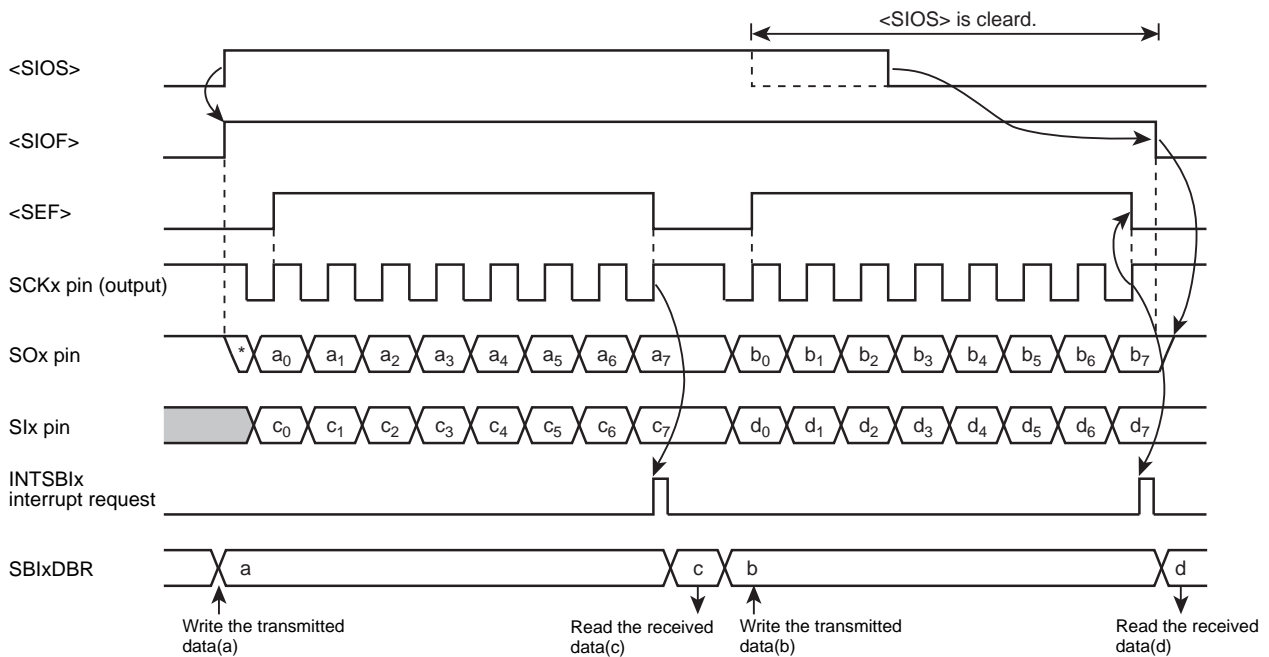 <SIOS> is cleard.
<SIOS>
<SIOF>
<SEF>
SCKx pin (output)
SOx pin
* a0 a1 a2 a3 a4 a5 a6 a7 b0 b1 b2 b3 b4 b5 b6 b7
SIx pin
c0 c1 c2 c3 c4 c5 c6 c7 d0 d1 d2 d3 d4 d5 d6 d7
INTSBIx
interrupt request
SBIxDBR
a c b d
Write the transmitted
data(a)
Read the received
data(c)
Write the transmitted
data(b)
Read the received
data(d)